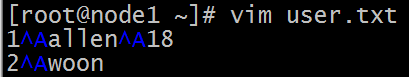 [root@node1 ~]# vim user.txt
1^Aallen^A18
2^Awoon